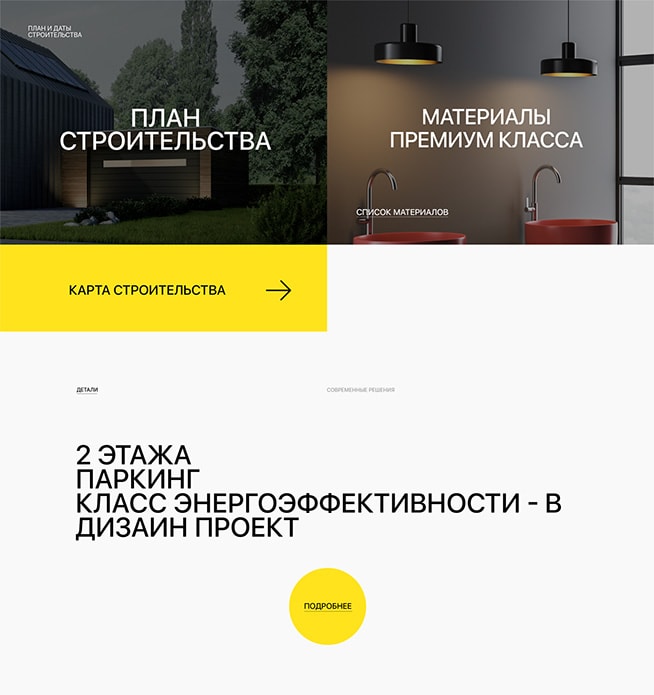 ПЛАН И ДАТЫ
СТРОИТЕЛЬСТВА
ПЛАН
СТРОИТЕЛЬСТВА
МАТЕРИАЛЫ
ПРЕМИУМ КЛАССА
СПИСОК МАТЕРИАЛОВ
КАРТА СТРОИТЕЛЬСТВА
ДЕТАЛИ
СОВРЕМЕННЫЕ РЕШЕНИЯ
2 ЭТАЖА
ПАРКИНГ
КЛАСС ЭНЕРГОЭФФЕКТИВНОСТИ - В
ДИЗАИН ПРОЕКТ
ПОДРОБНЕЕ